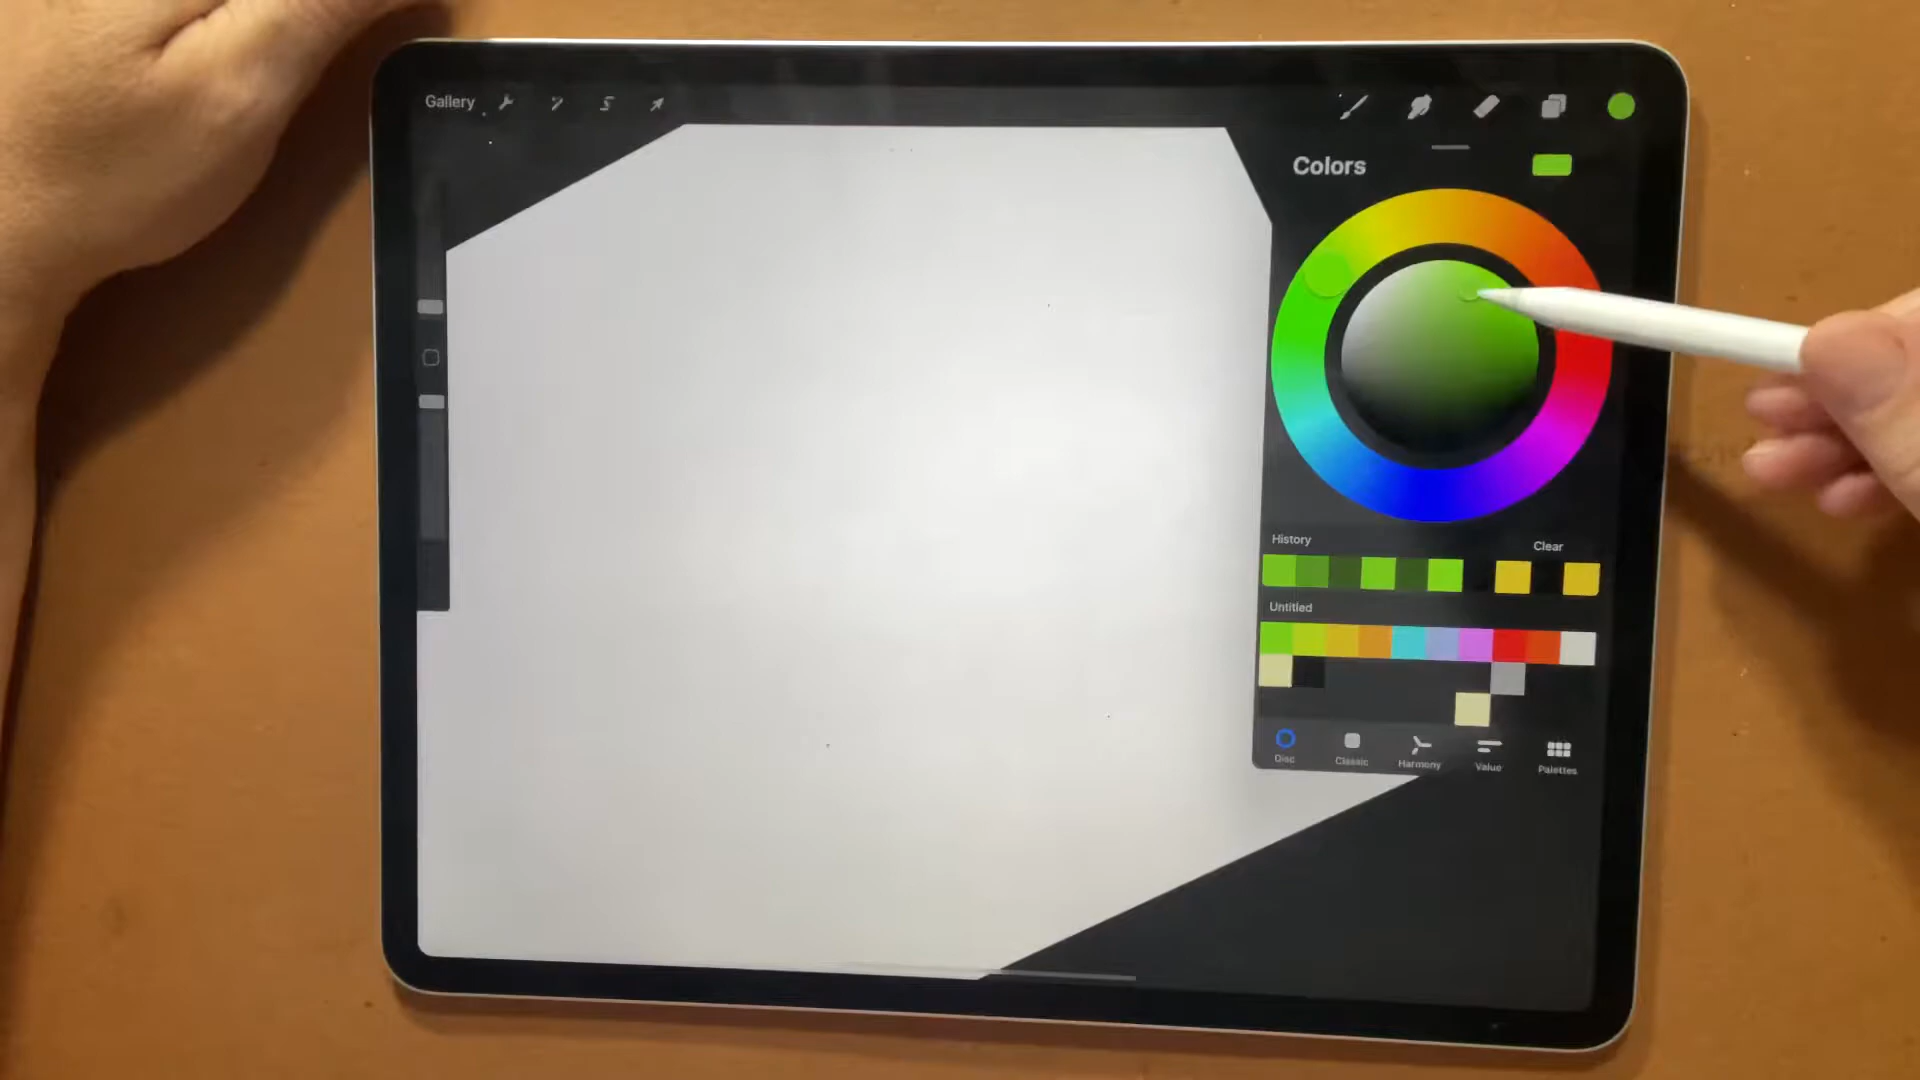 Gallery
Colors
History
Clear
Untitled
Disc
Classic
Harmony
Value
Palettes